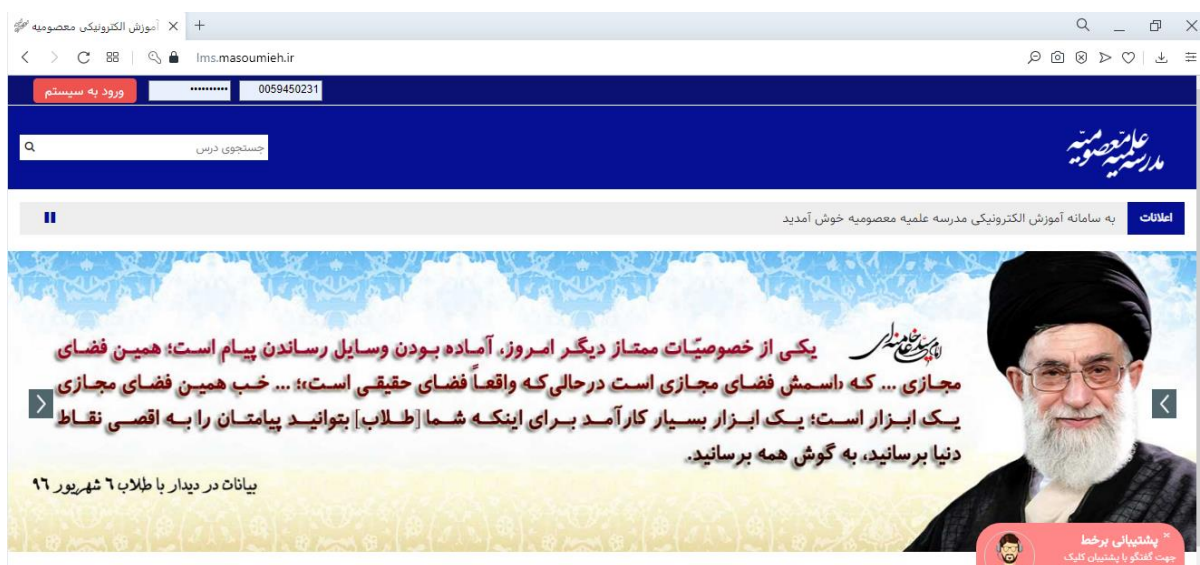 آموزش الکترونیکی معصومیه
lms.masoumieh.ir
0059450231
ورود به سیستم
مدرسه علمیه معصومیه
جستجوی درس
اعلانات
به سامانه آموزش الکترونیکی مدرسه علمیه معصومیه خوش آمدید
یکی از خصوصیّات ممتاز دیگر امروز، آماده بودن وسایل رساندن پیام است؛ همین فضای
مجازی ... که «اسمش فضای مجازی است درحالی‌که واقعاً فضای حقیقی است»؛ ... خب همین فضای مجازی
یک ابزار است؛ یک ابزار بسیار کارآمد برای اینکه شما [طلاب] بتوانید پیامتان را به اقصی نقاط
دنیا برسانید، به گوش همه برسانید.
بیانات در دیدار با طلاب ٦ شهریور ٩٦
پشتیبانی برخط
جهت گفتگو با پشتیبان کلیک